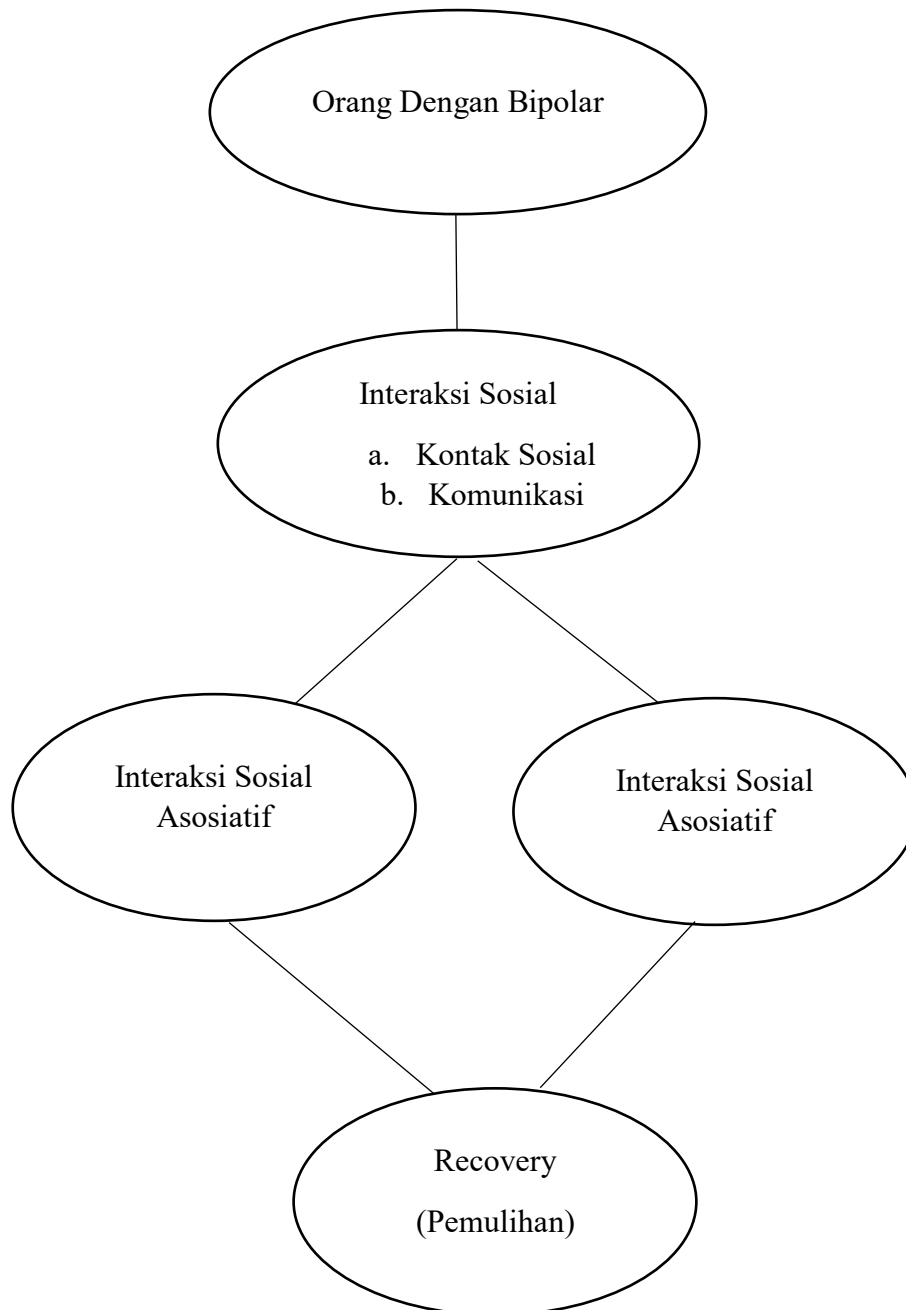 Orang Dengan Bipolar
Interaksi Sosial
a. Kontak Sosial
b. Komunikasi
Interaksi Sosial
Asosiatif
Interaksi Sosial
Asosiatif
Recovery
(Pemulihan)